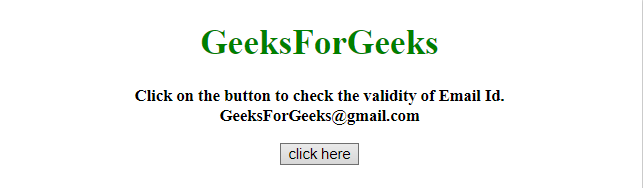 GeeksForGeeks
Click on the button to check the validity of Email Id.
GeeksForGeeks@gmail.com
click here